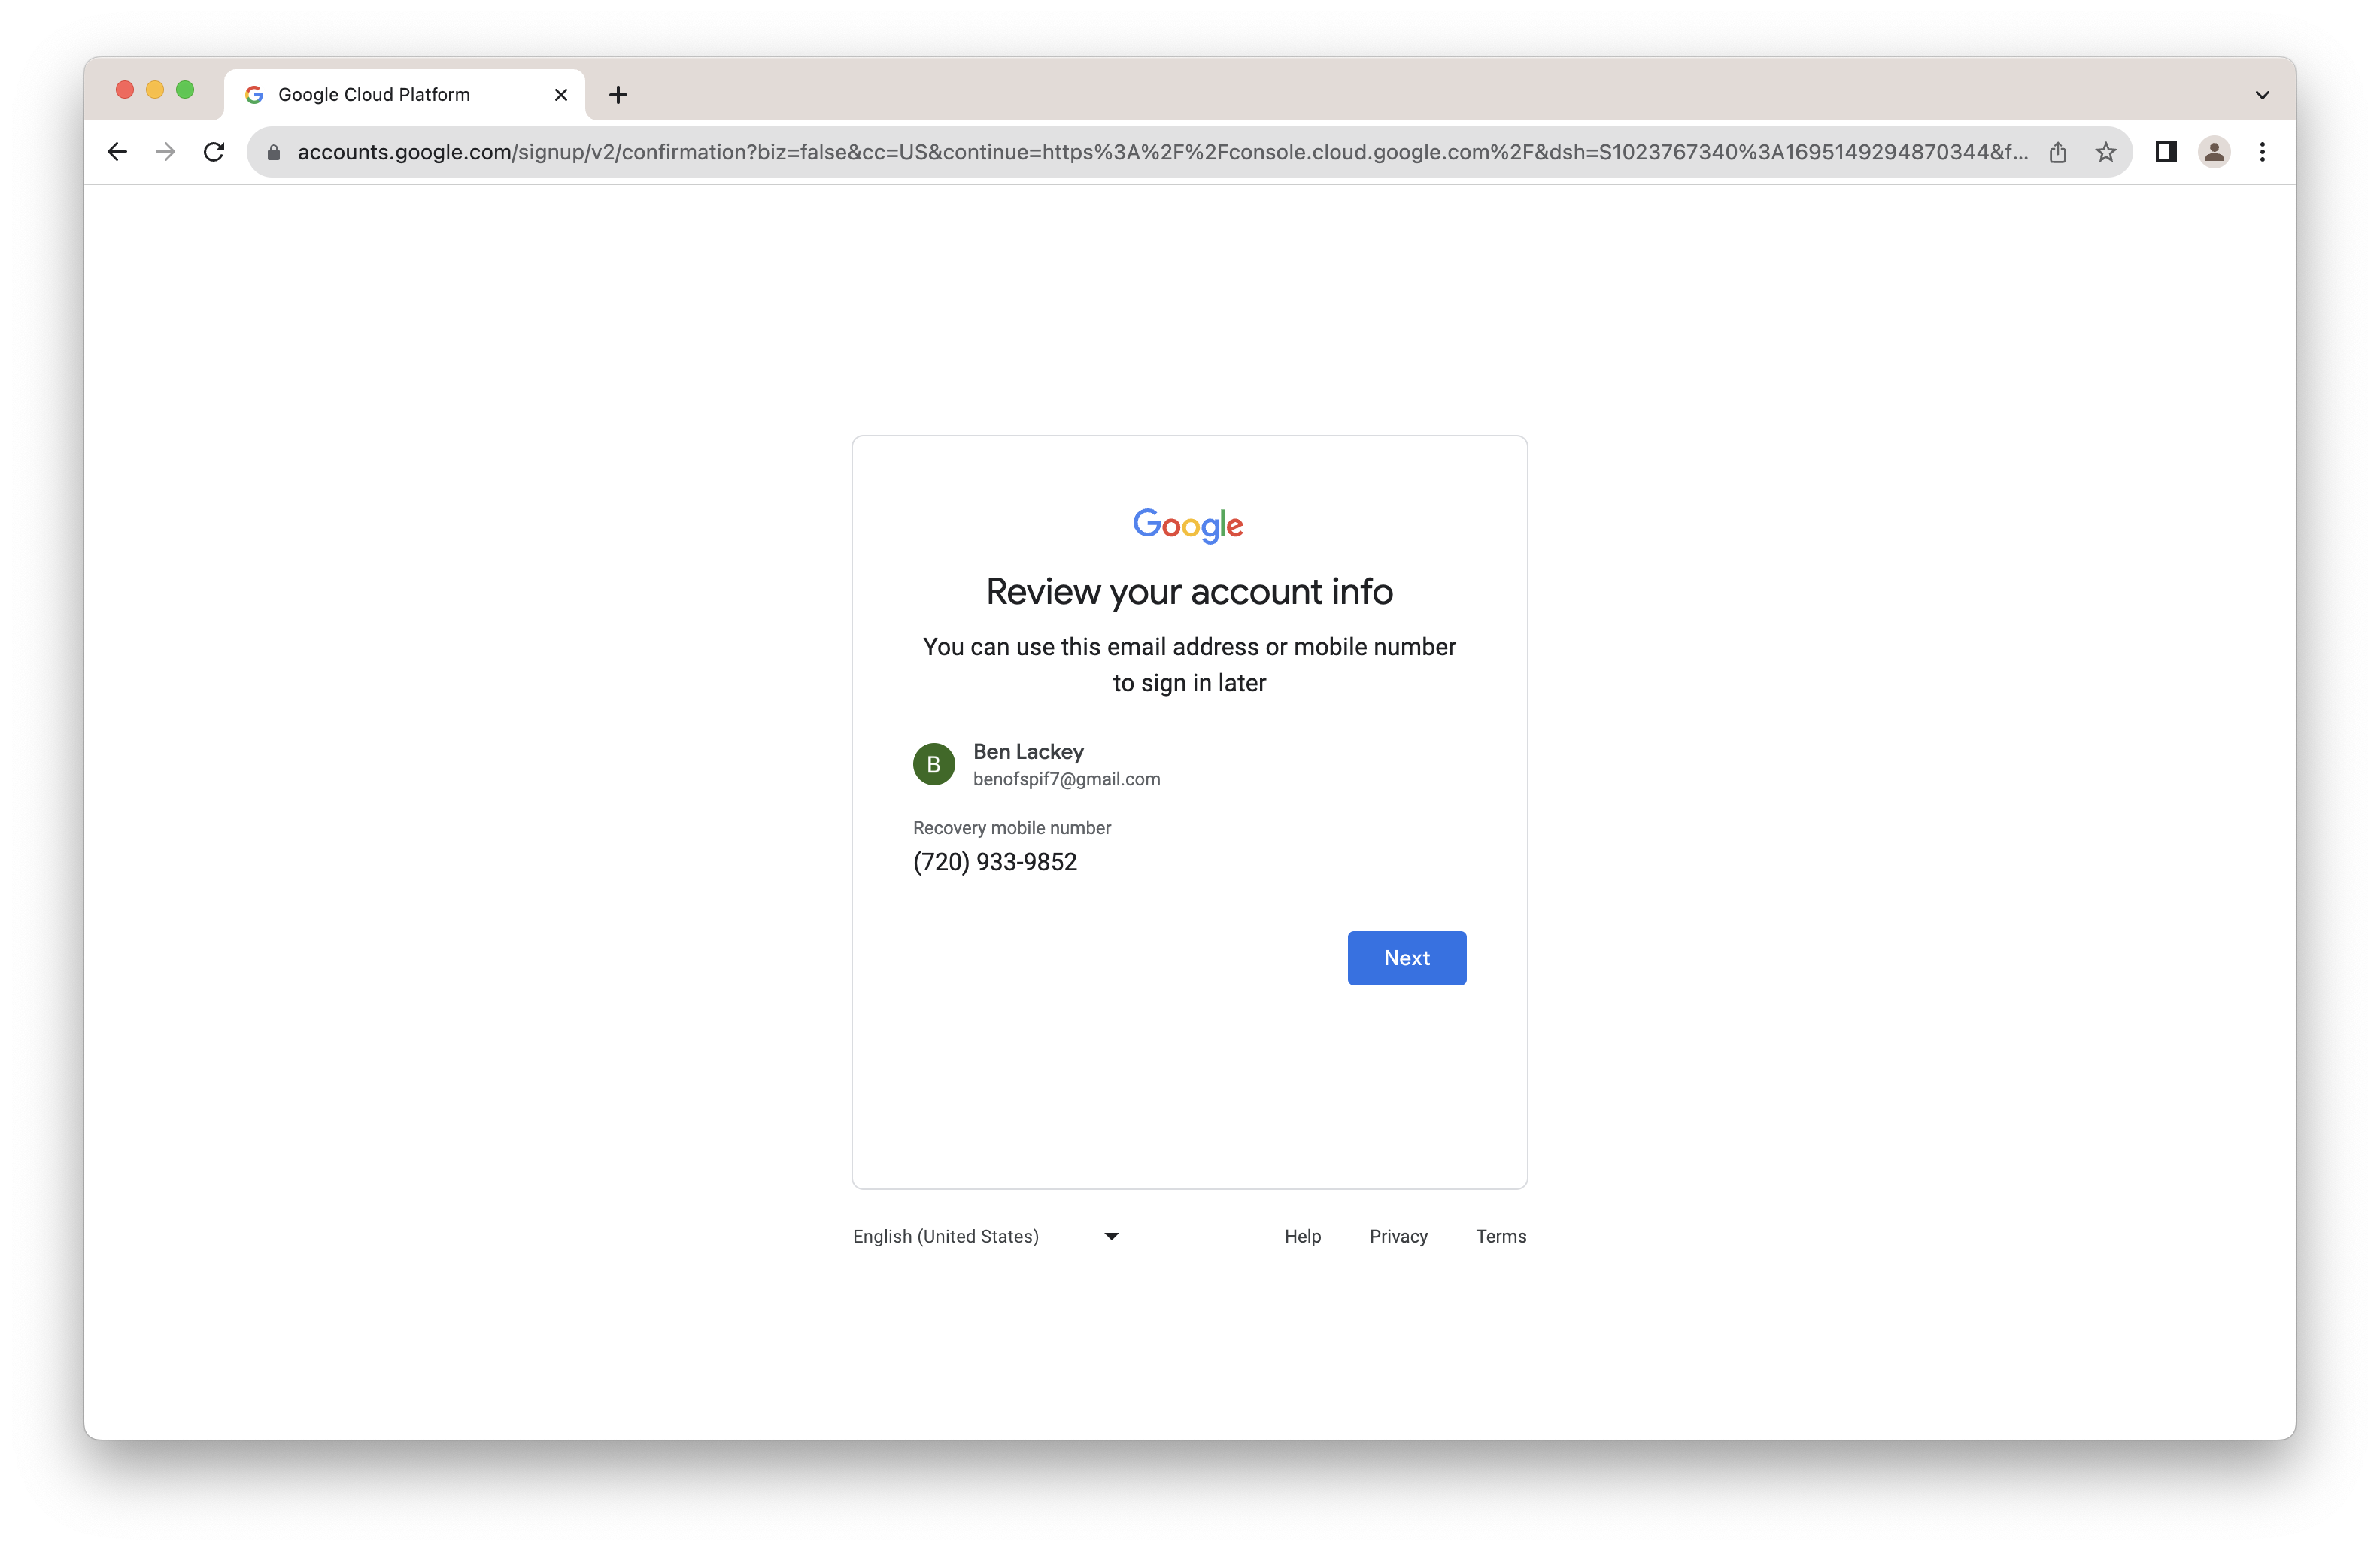 Google Cloud Platform
accounts.google.com/signup/v2/confirmation?biz=false&cc=US&continue=https%3A%2F%2Fconsole.cloud.google.com%2F&dsh=S1023767340%3A1695149294870344&f...
Google
Review your account info
You can use this email address or mobile number
to sign in later
B
Ben Lackey
benofspif7@gmail.com
Recovery mobile number
(720) 933-9852
Next
English (United States)
Help
Privacy
Terms